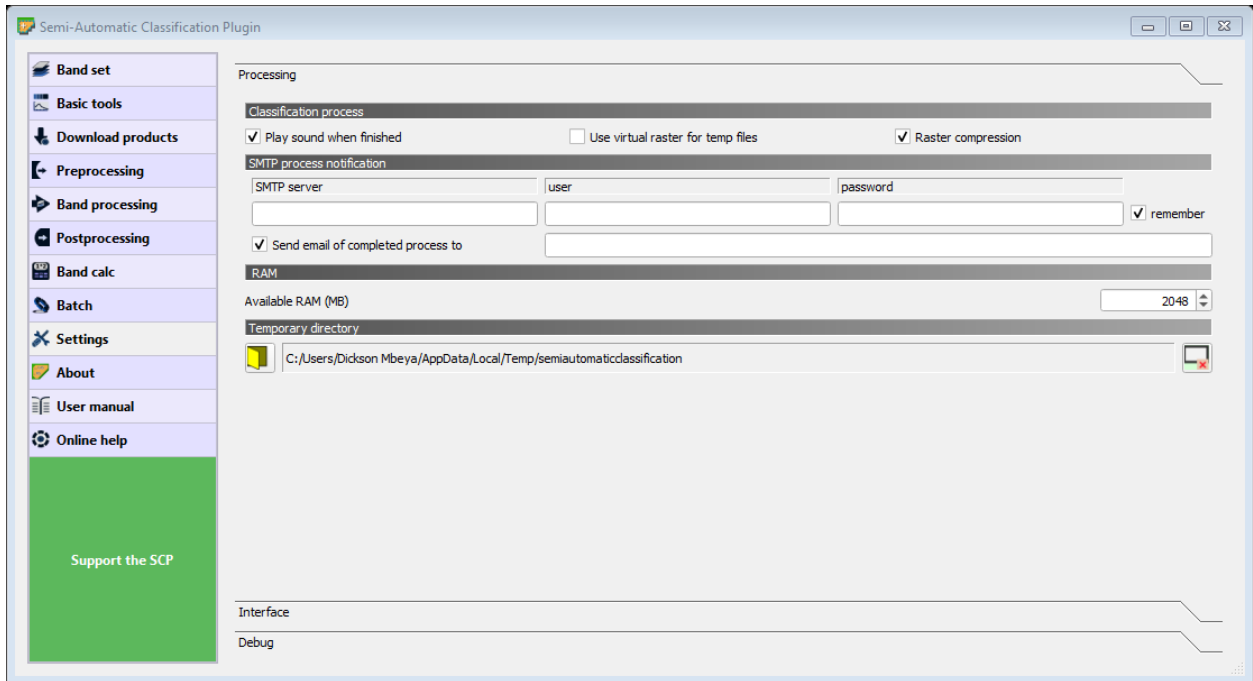 Semi-Automatic Classification Plugin
Band set
Basic tools
Download products
Preprocessing
Band processing
Postprocessing
Band calc
Batch
Settings
About
User manual
Online help
Support the SCP
Processing
Classification process
Play sound when finished
Use virtual raster for temp files
Raster compression
SMTP process notification
SMTP server
user
password
remember
Send email of completed process to
RAM
Available RAM (MB)
2048
Temporary directory
C:/Users/Dickson Mbeya/AppData/Local/Temp/semiautomaticclassification
Interface
Debug